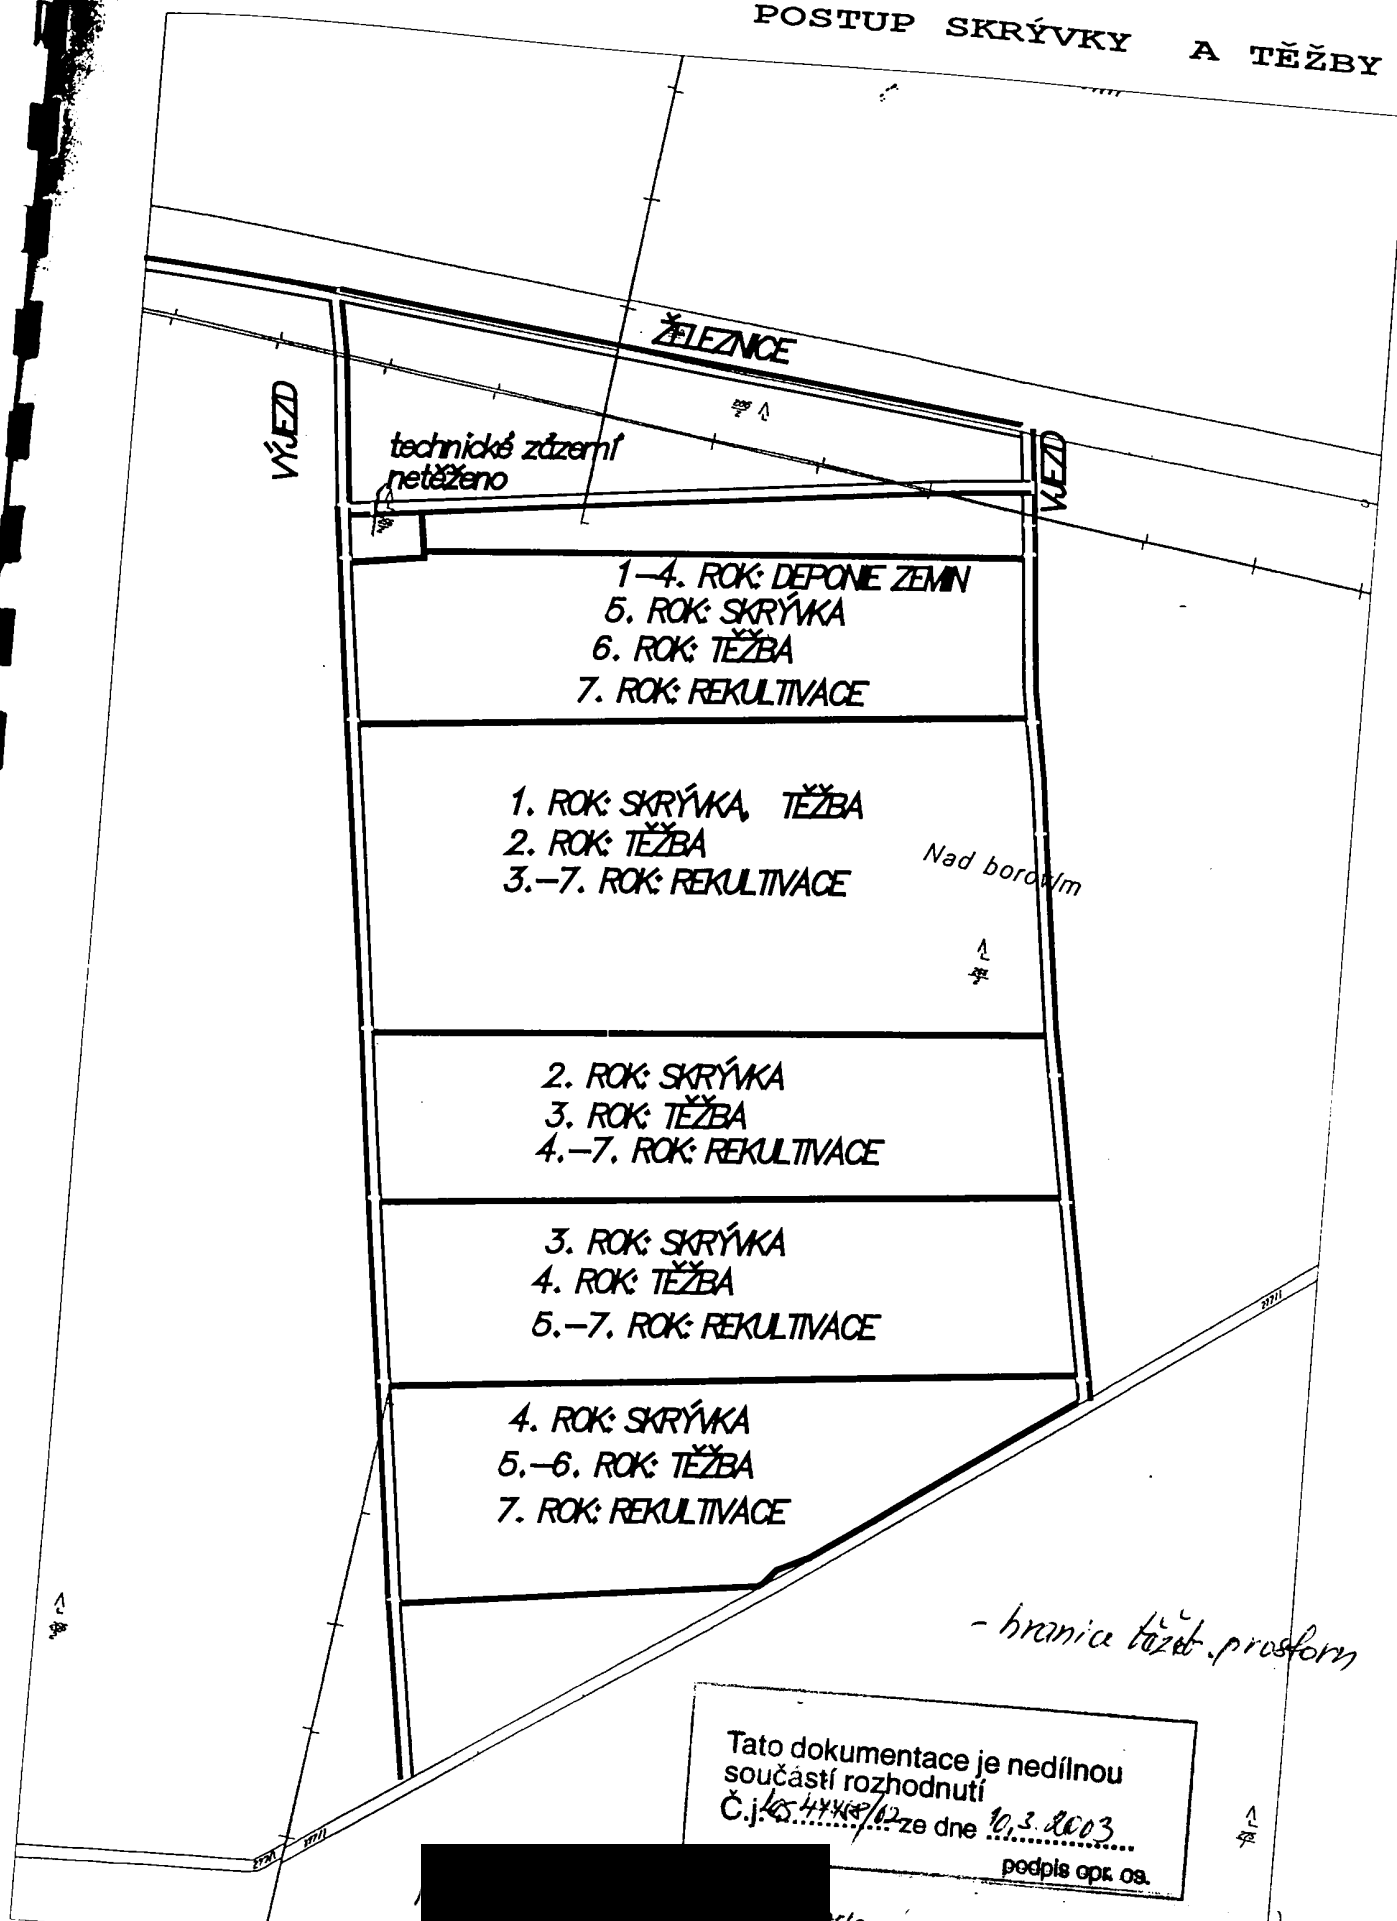 POSTUP SKRÝVKY A TĚŽBY
ŽELEZNICE
VÝJEZD
technické zázemí
netěženo
VJEZD
1-4. ROK: DEPONIE ZEMIN
5. ROK: SKRÝVKA
6. ROK: TĚŽBA
7. ROK: REKULTIVACE
1. ROK: SKRÝVKA, TĚŽBA
2. ROK: TĚŽBA
3.-7. ROK: REKULTIVACE
Nad borovím
2. ROK: SKRÝVKA
3. ROK: TĚŽBA
4.-7. ROK: REKULTIVACE
3. ROK: SKRÝVKA
4. ROK: TĚŽBA
5.-7. ROK: REKULTIVACE
4. ROK: SKRÝVKA
5.-6. ROK: TĚŽBA
7. ROK: REKULTIVACE
- hranice prostoru
Tato dokumentace je nedílnou
součástí rozhodnutí
Č.j. ze dne 10.3.2003
podpis opr. os.